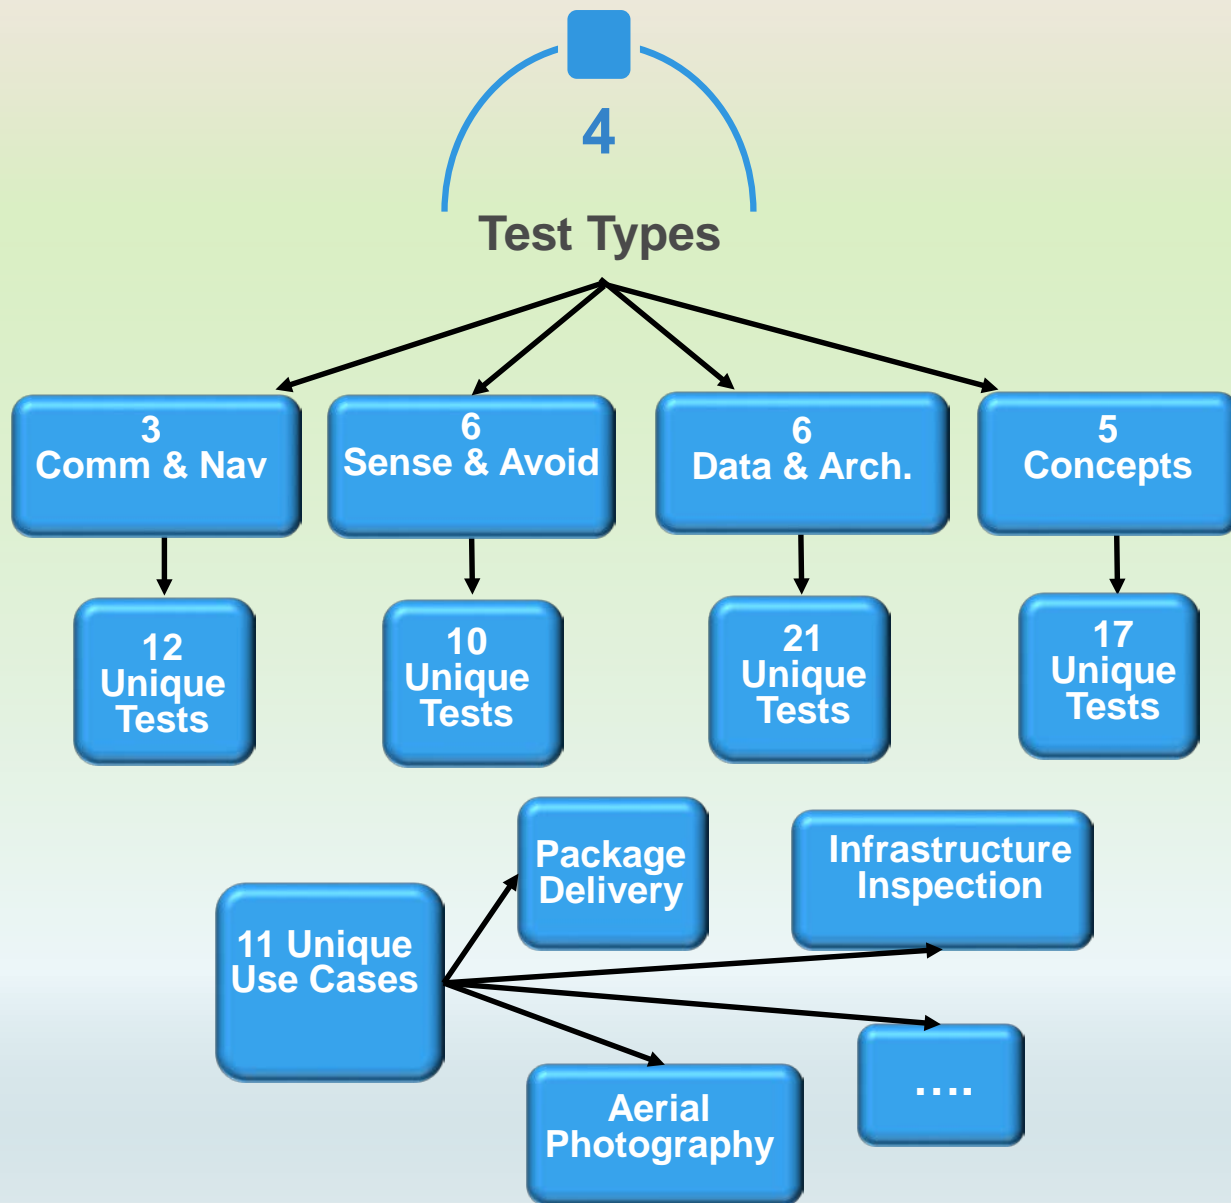 4
Test Types
3
Comm & Nav
6
Sense & Avoid
6
Data & Arch.
5
Concepts
12
Unique
Tests
10
Unique
Tests
21
Unique
Tests
17
Unique
Tests
Package
Delivery
Infrastructure
Inspection
11 Unique
Use Cases
....
Aerial
Photography